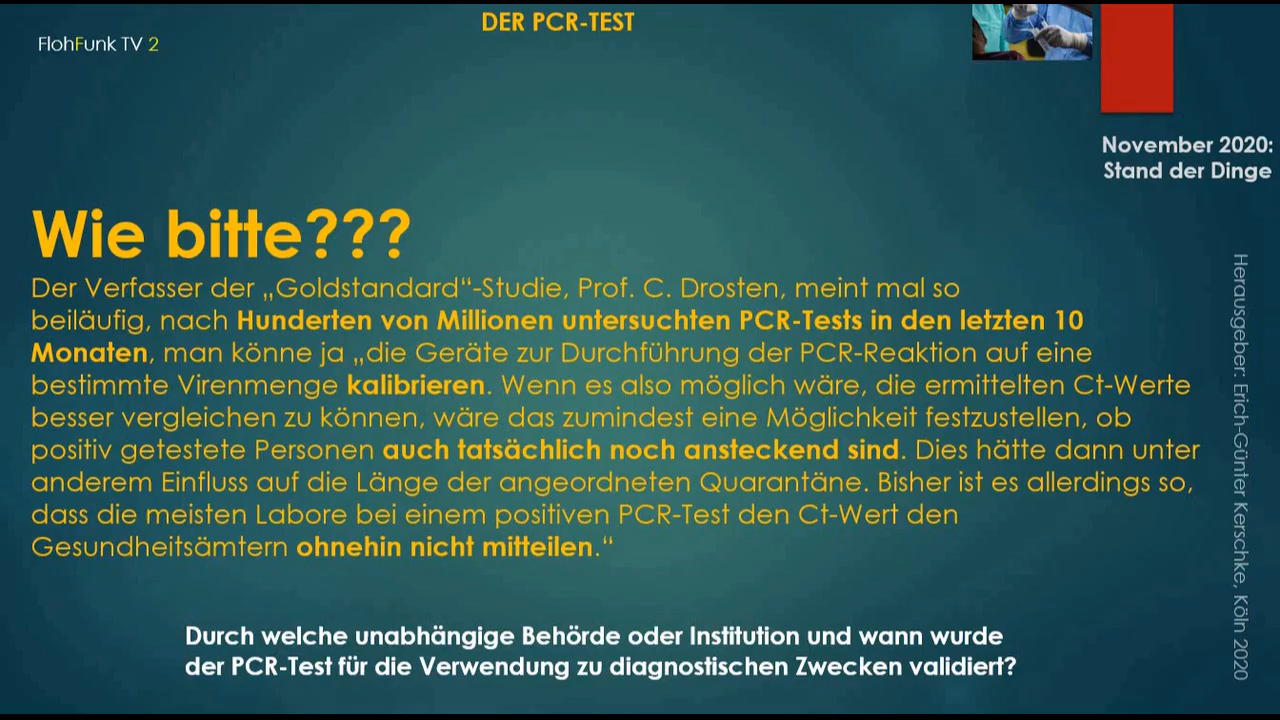 DER PCR-TEST
FlohFunk TV 2
November 2020:
Stand der Dinge
Wie bitte???
Der Verfasser der „Goldstandard“-Studie, Prof. C. Drosten, meint mal so
beiläufig, nach Hunderten von Millionen untersuchten PCR-Tests in den letzten 10
Monaten, man könne ja „die Geräte zur Durchführung der PCR-Reaktion auf eine
bestimmte Virenmenge kalibrieren. Wenn es also möglich wäre, die ermittelten Ct-Werte
besser vergleichen zu können, wäre das zumindest eine Möglichkeit festzustellen, ob
positiv getestete Personen auch tatsächlich noch ansteckend sind. Dies hätte dann unter
anderem Einfluss auf die Länge der angeordneten Quarantäne. Bisher ist es allerdings so,
dass die meisten Labore bei einem positiven PCR-Test den Ct-Wert den
Gesundheitsämtern ohnehin nicht mitteilen.“
Durch welche unabhängige Behörde oder Institution und wann wurde
der PCR-Test für die Verwendung zu diagnostischen Zwecken validiert?
Herausgeber: Erich-Günter Kerschke, Köln 2020